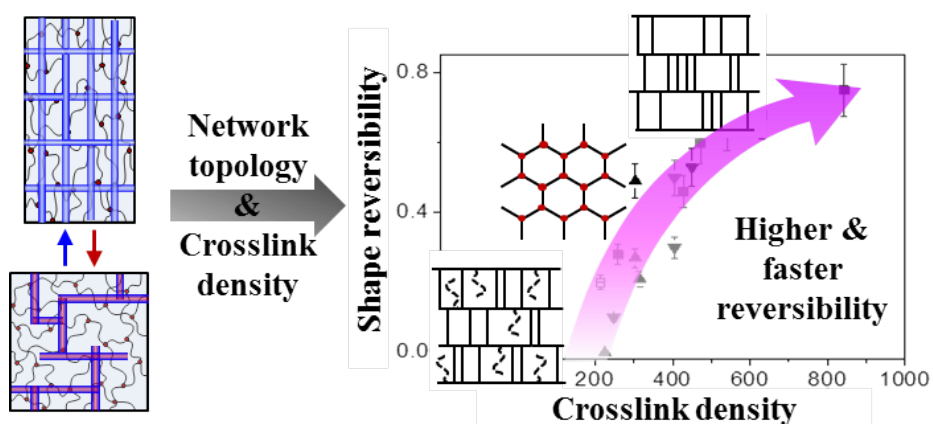 Network
topology
&
Crosslink
density
Shape reversibility
0.8
0.4
0.0
Higher &
faster
reversibility
200 400 600 800 1000
Crosslink density